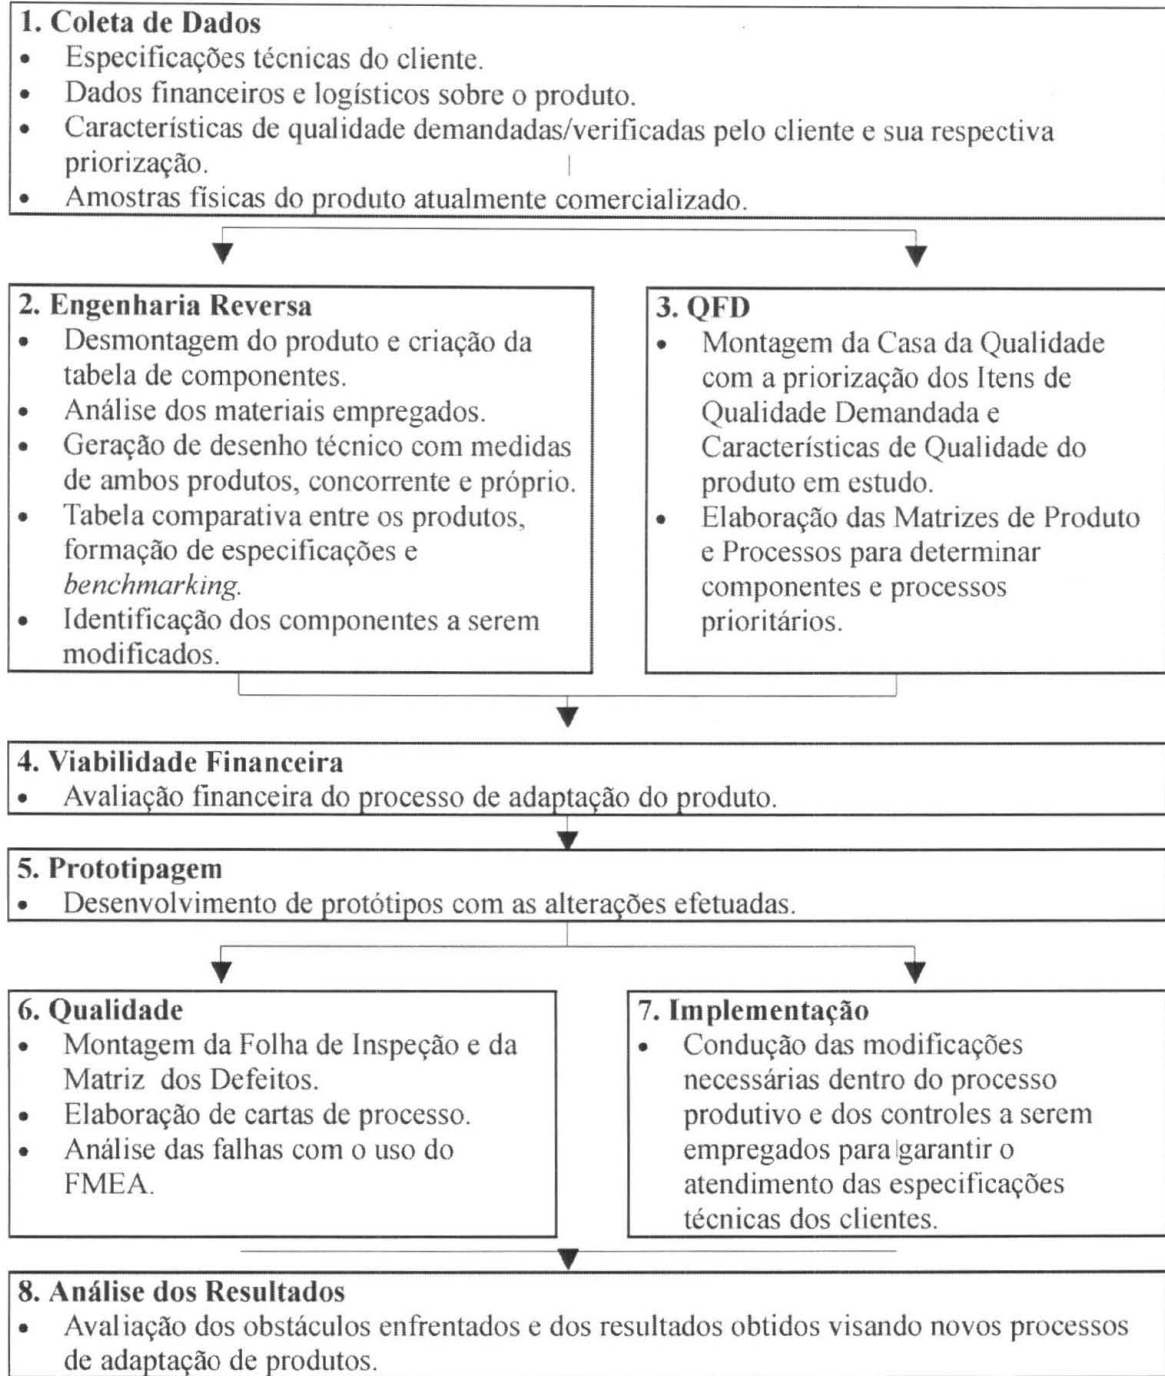 1. Coleta de Dados
• Especificações técnicas do cliente.
• Dados financeiros e logísticos sobre o produto.
• Características de qualidade demandadas/verificadas pelo cliente e sua respectiva
priorização.
• Amostras físicas do produto atualmente comercializado.
2. Engenharia Reversa
• Desmontagem do produto e criação da
tabela de componentes.
• Análise dos materiais empregados.
• Geração de desenho técnico com medidas
de ambos produtos, concorrente e próprio.
• Tabela comparativa entre os produtos,
formação de especificações e
benchmarking.
• Identificação dos componentes a serem
modificados.
3. QFD
• Montagem da Casa da Qualidade
com a priorização dos Itens de
Qualidade Demandada e
Características de Qualidade do
produto em estudo.
• Elaboração das Matrizes de Produto
e Processos para determinar
componentes e processos
prioritários.
4. Viabilidade Financeira
• Avaliação financeira do processo de adaptação do produto.
5. Prototipagem
• Desenvolvimento de protótipos com as alterações efetuadas.
6. Qualidade
• Montagem da Folha de Inspeção e da
Matriz dos Defeitos.
• Elaboração de cartas de processo.
• Análise das falhas com o uso do
FMEA.
7. Implementação
• Condução das modificações
necessárias dentro do processo
produtivo e dos controles a serem
empregados para garantir o
atendimento das especificações
técnicas dos clientes.
8. Análise dos Resultados
• Avaliação dos obstáculos enfrentados e dos resultados obtidos visando novos processos
de adaptação de produtos.